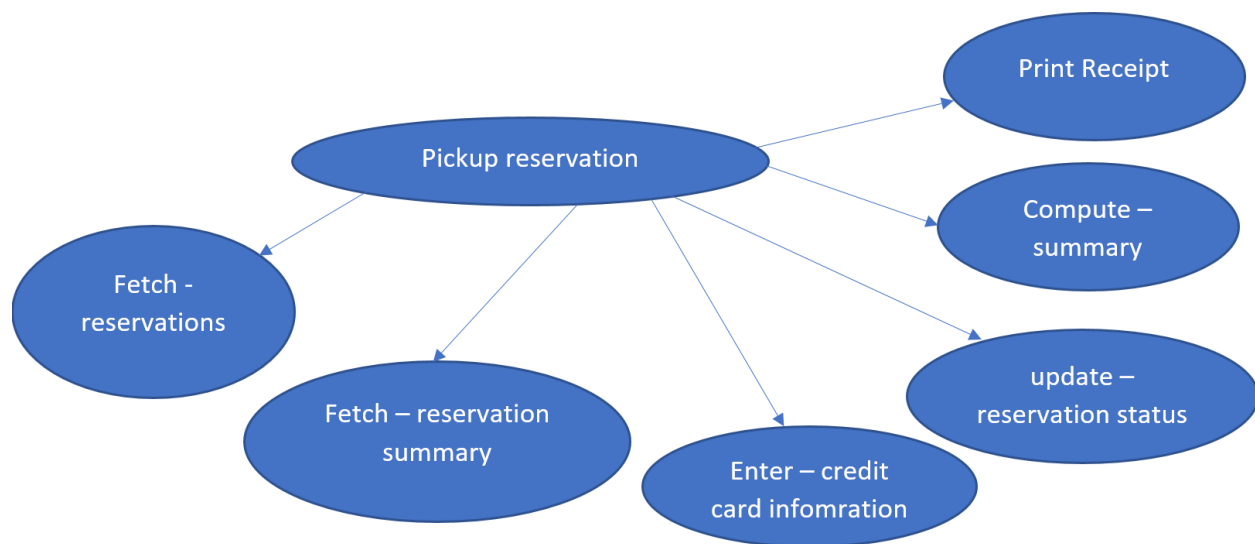 Print Receipt
Pickup reservation
Compute –
summary
Fetch -
reservations
update –
reservation status
Fetch – reservation
summary
Enter – credit
card infomration